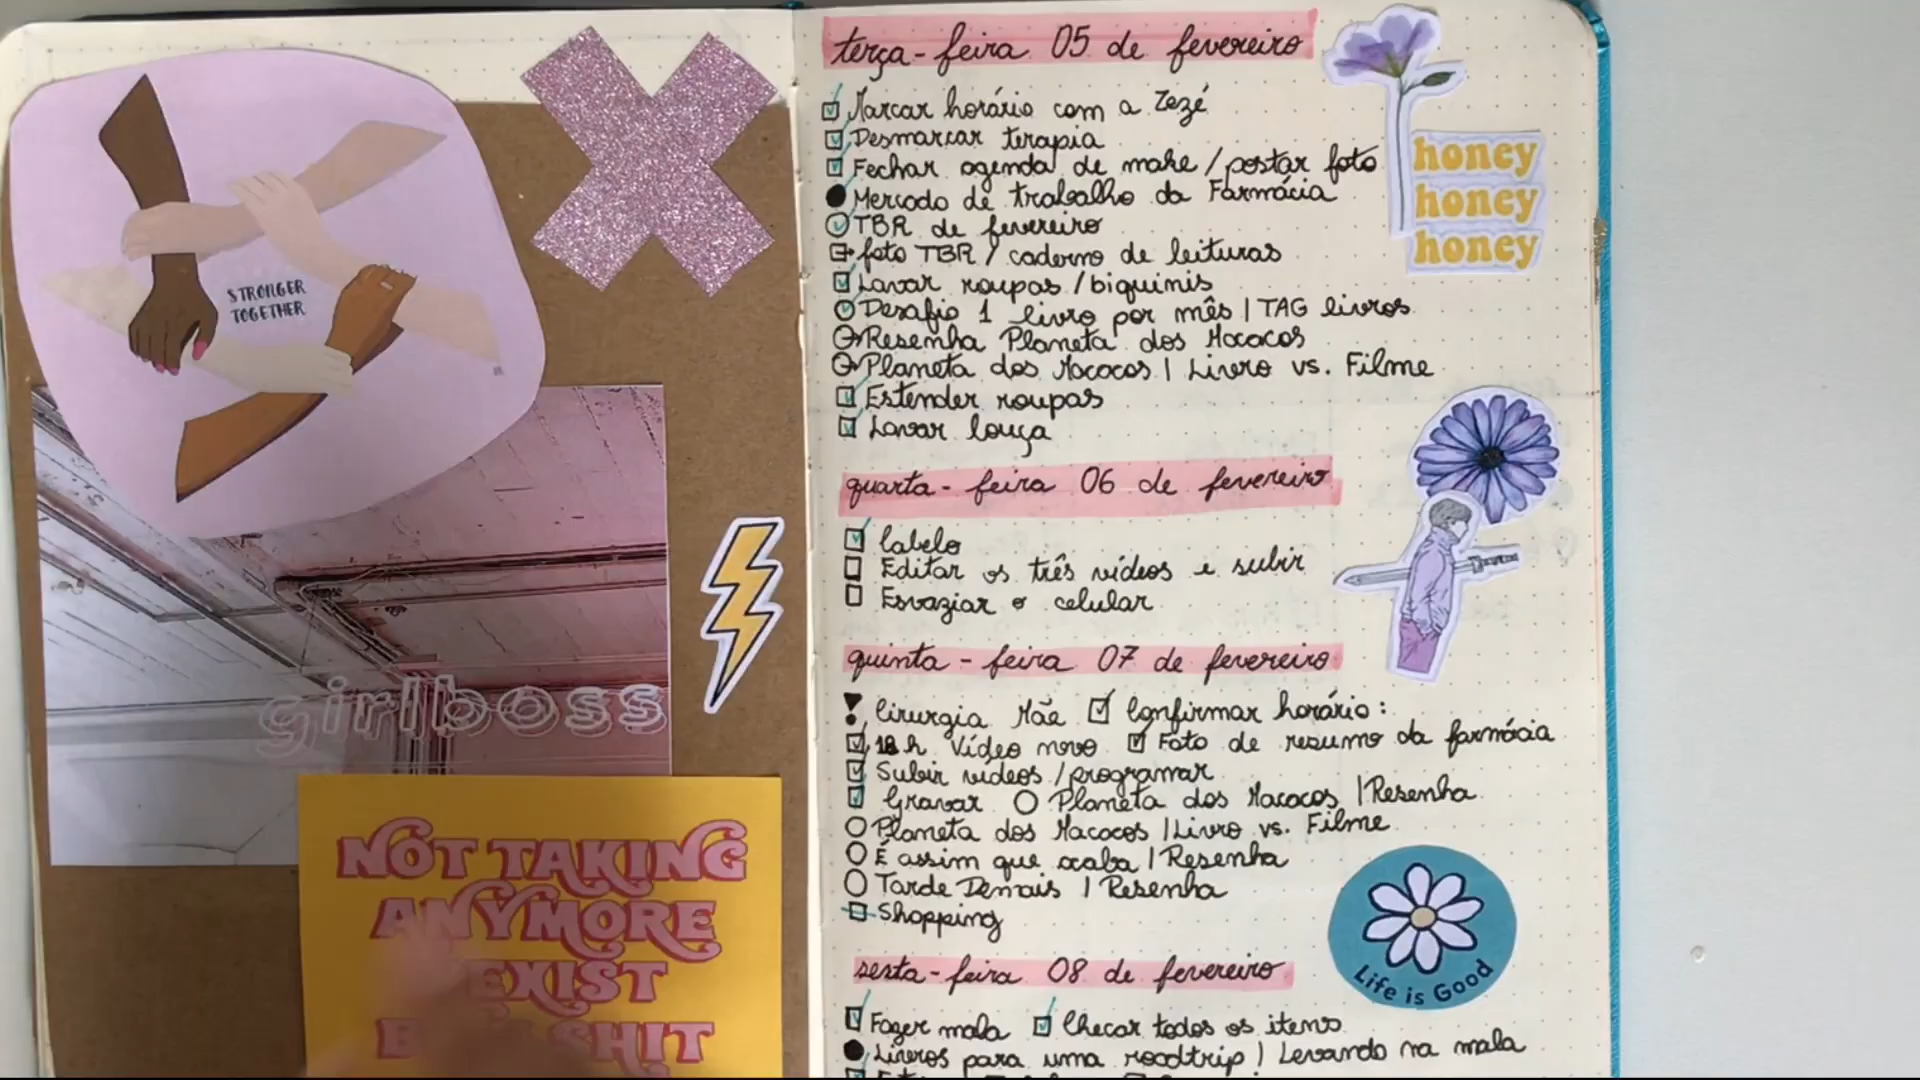 STRONGER
TOGETHER
girlboss
NOT TAKING
ANYMORE
EXIST
SHIT
terça-feira 05 de fevereiro
Marcar horário com a Zezé
Desmarcar terapia
Fechar agenda de make / postar foto
Mercado de trabalho da Farmácia
TBR de fevereiro
foto TBR / caderno de leituras
Lavar roupas / biquinis
Desafio 1 livro por mês | TAG livros
Resenha Planeta dos Macacos
Planeta dos Macacos | Livro vs. Filme
Estender roupas
Lavar louça
honey
honey
honey
quarta-feira 06 de fevereiro
Cabelo
Editar os três vídeos e subir
Esvaziar o celular
quinta-feira 07 de fevereiro
Cirurgia Mãe Confirmar horário:
18h Vídeo novo Foto de resumo da farmácia
Subir vídeos / programar
Gravar Planeta dos Macacos | Resenha
Planeta dos Macacos | Livro vs. Filme
É assim que acaba | Resenha
Tarde Demais | Resenha
Shopping
Life is Good
sexta-feira 08 de fevereiro
Fazer mala Checar todos os itens
Livros para uma roadtrip | Levando na mala